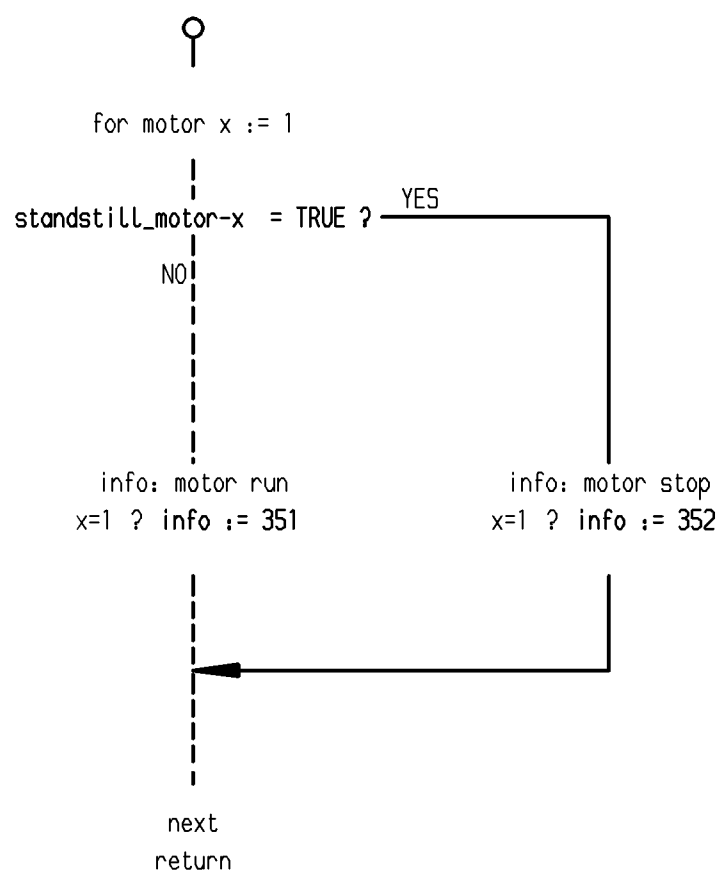 for motor x := 1
standstill_motor-x = TRUE ?
YES
NO
info: motor run
x=1 ? info := 351
info: motor stop
x=1 ? info := 352
next
return